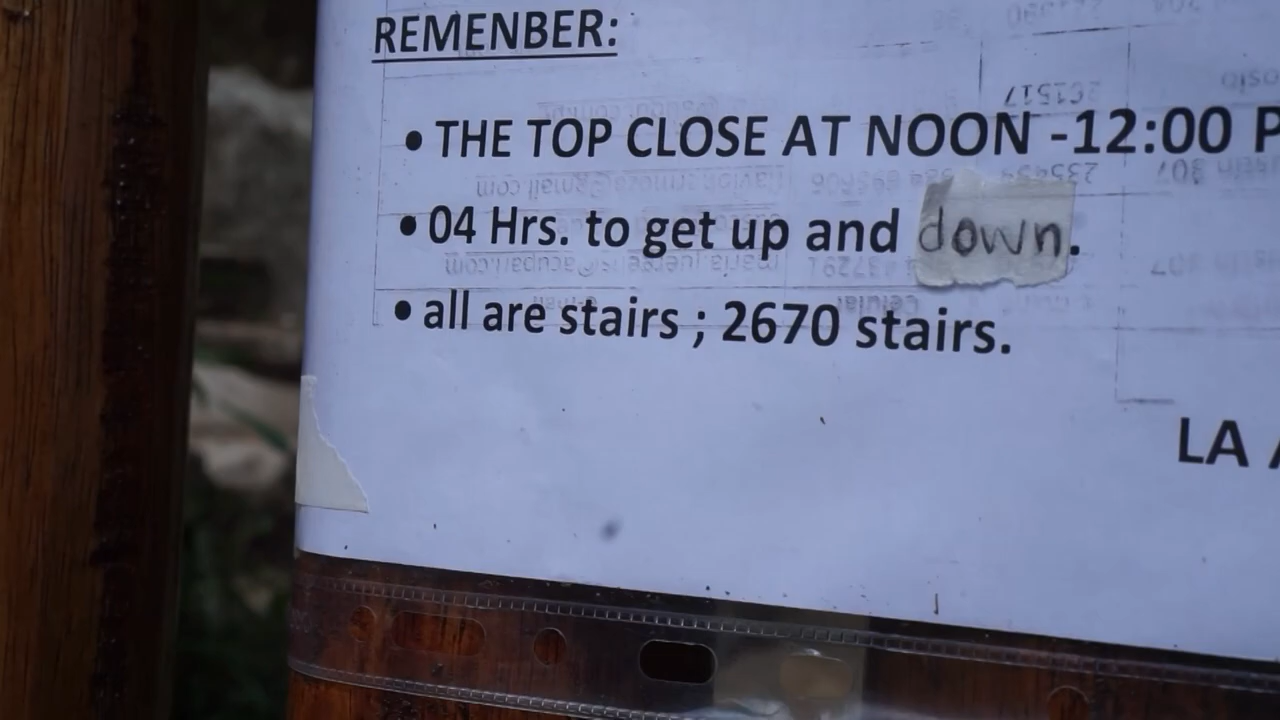 REMENBER:
• THE TOP CLOSE AT NOON -12:00 P
• 04 Hrs. to get up and down.
• all are stairs ; 2670 stairs.
LA